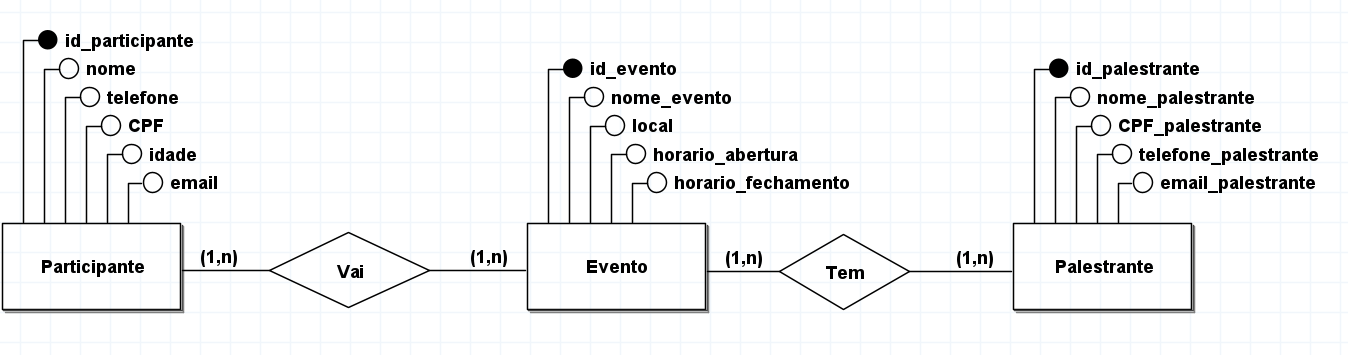 id_participante
nome
telefone
CPF
idade
email
Participante
(1,n)
Vai
(1,n)
id_evento
nome_evento
local
horario_abertura
horario_fechamento
Evento
(1,n)
Tem
(1,n)
id_palestrante
nome_palestrante
CPF_palestrante
telefone_palestrante
email_palestrante
Palestrante